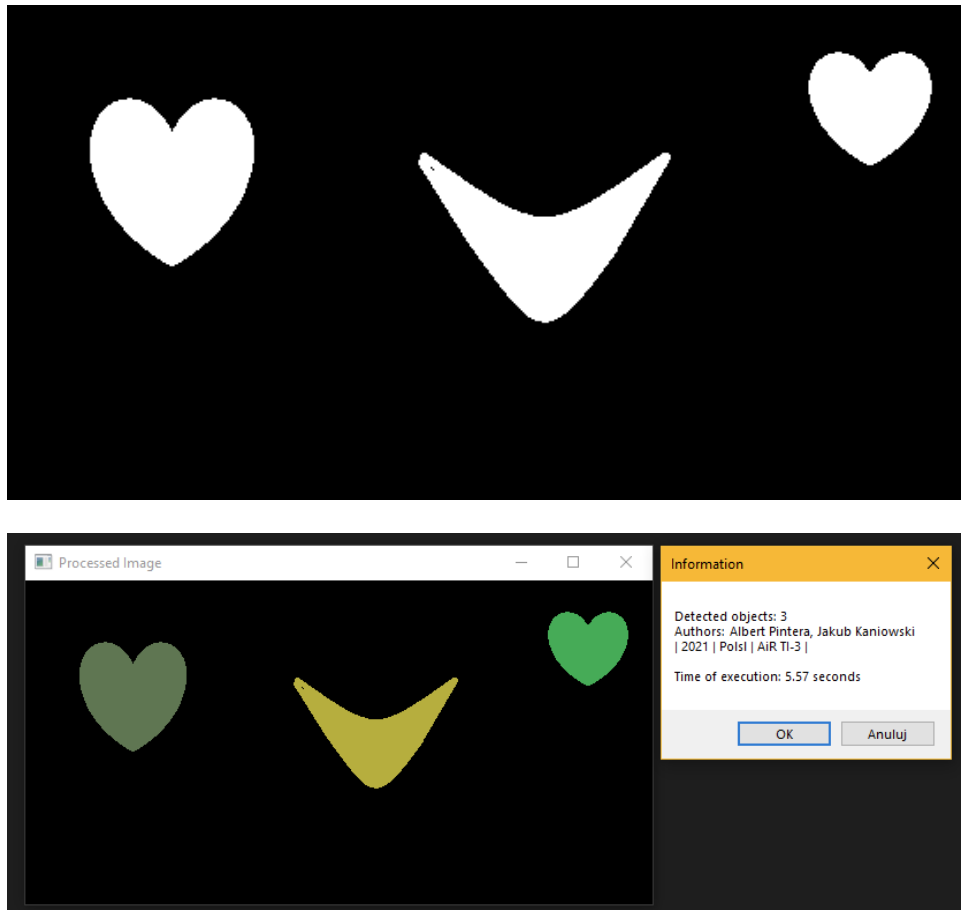 Processed Image
Information
Detected objects: 3
Authors: Albert Pintera, Jakub Kaniowski
| 2021 | Polsl | AiR TI-3 |
Time of execution: 5.57 seconds
OK
Anuluj